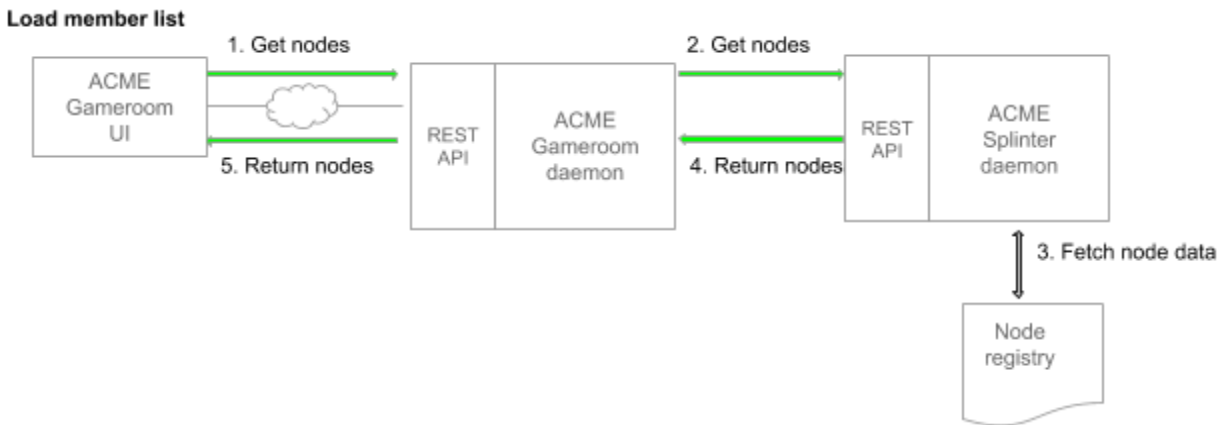 Load member list
1. Get nodes
2. Get nodes
ACME
Gameroom
UI
REST
API
ACME
Gameroom
daemon
REST
API
ACME
Splinter
daemon
5. Return nodes
4. Return nodes
3. Fetch node data
Node
registry